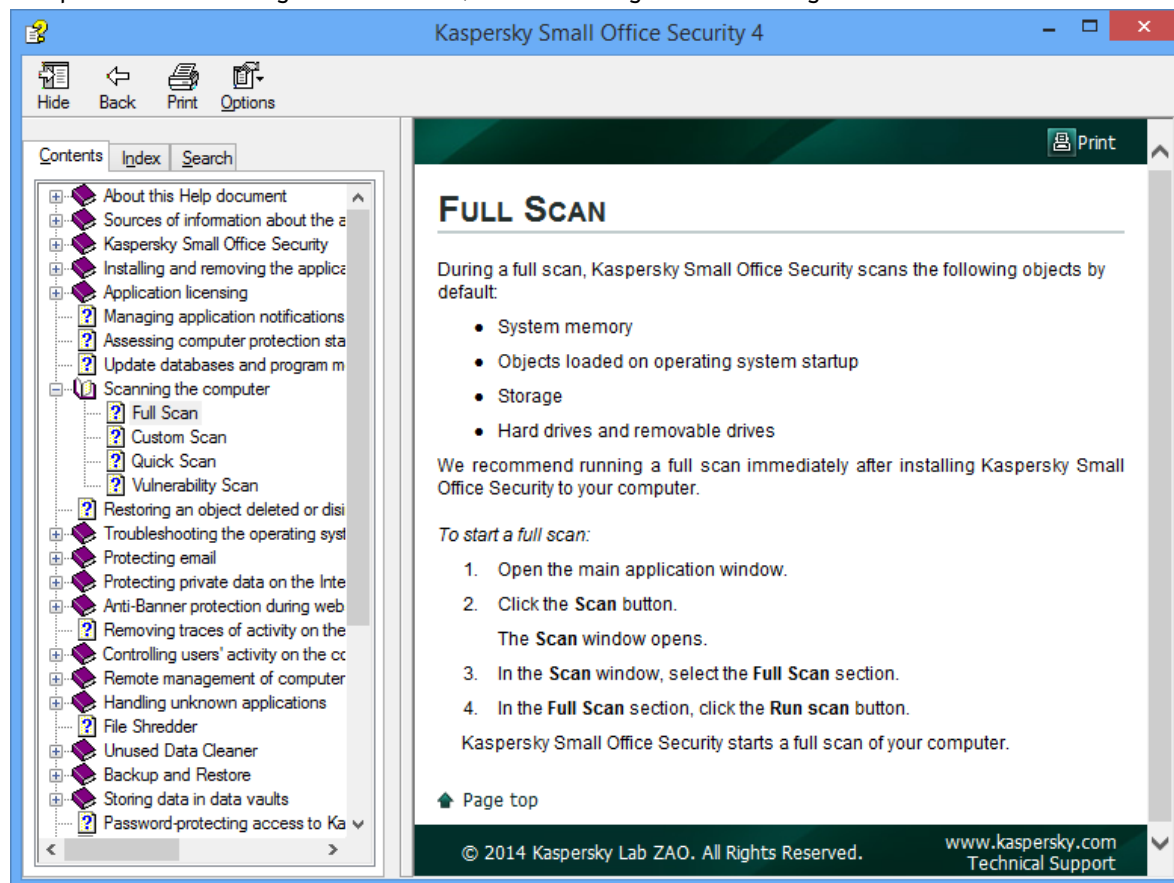 Kaspersky Small Office Security 4
Hide Back Print Options
Contents Index Search
About this Help document
Sources of information about the a
Kaspersky Small Office Security
Installing and removing the applica
Application licensing
Managing application notifications
Assessing computer protection sta
Update databases and program m
Scanning the computer
Full Scan
Custom Scan
Quick Scan
Vulnerability Scan
Restoring an object deleted or disi
Troubleshooting the operating syst
Protecting email
Protecting private data on the Inte
Anti-Banner protection during web
Removing traces of activity on the
Controlling users' activity on the cc
Remote management of computer
Handling unknown applications
File Shredder
Unused Data Cleaner
Backup and Restore
Storing data in data vaults
Password-protecting access to Ka
Print
FULL SCAN
During a full scan, Kaspersky Small Office Security scans the following objects by
default:
• System memory
• Objects loaded on operating system startup
• Storage
• Hard drives and removable drives
We recommend running a full scan immediately after installing Kaspersky Small
Office Security to your computer.
To start a full scan:
1. Open the main application window.
2. Click the Scan button.
The Scan window opens.
3. In the Scan window, select the Full Scan section.
4. In the Full Scan section, click the Run scan button.
Kaspersky Small Office Security starts a full scan of your computer.
Page top
© 2014 Kaspersky Lab ZAO. All Rights Reserved.
www.kaspersky.com
Technical Support